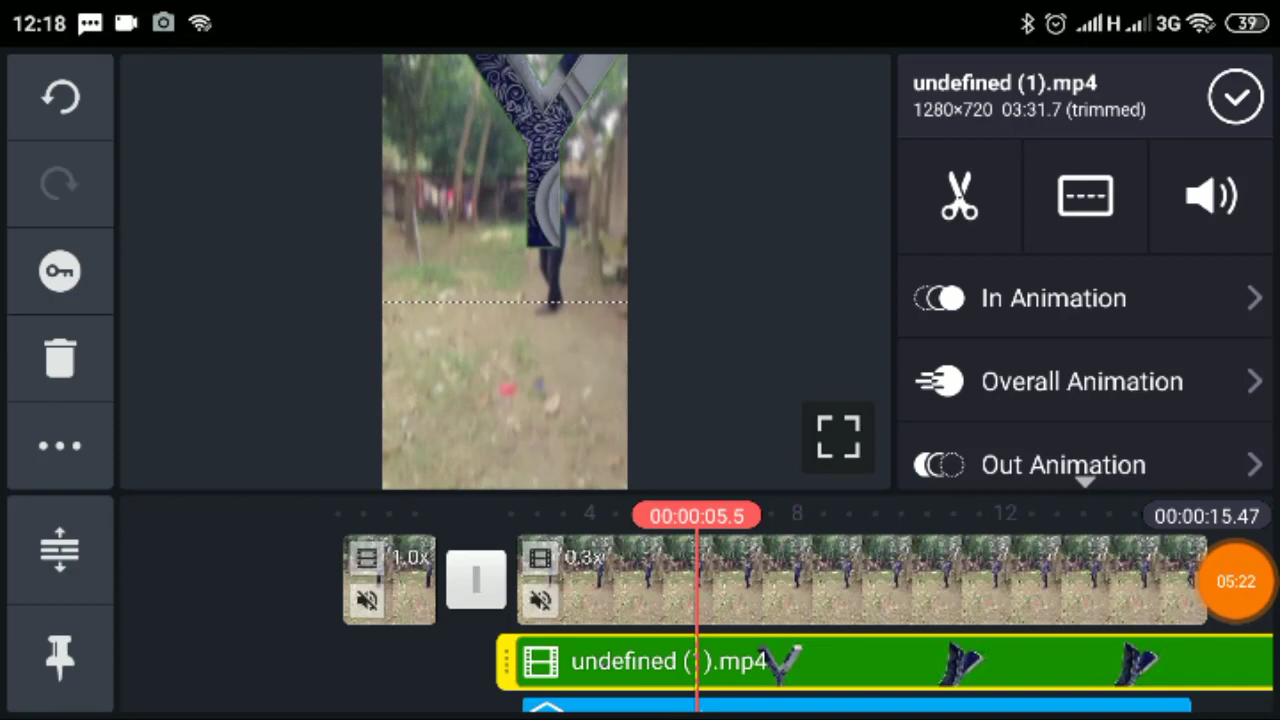 12:18
H
3G
39
undefined (1).mp4
1280×720 03:31.7 (trimmed)
In Animation
Overall Animation
Out Animation
4
00:00:05.5
8
12
00:00:15.47
1.0x
0.3x
05:22
undefined (1).mp4